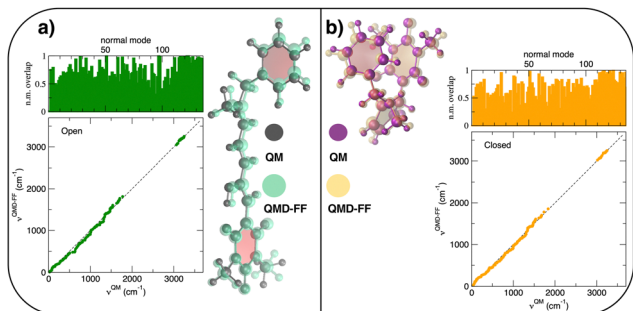 a)
normal mode
50 100
1
0.5
0
n.m. overlap
Open
3000
2000
1000
0
ν^QMD-FF (cm⁻¹)
0 1000 2000 3000
ν^QM (cm⁻¹)
QM
QMD-FF
b)
QM
QMD-FF
normal mode
50 100
1
0.5
0
n.m. overlap
Closed
3000
2000
1000
0
ν^QMD-FF (cm⁻¹)
0 1000 2000 3000
ν^QM (cm⁻¹)